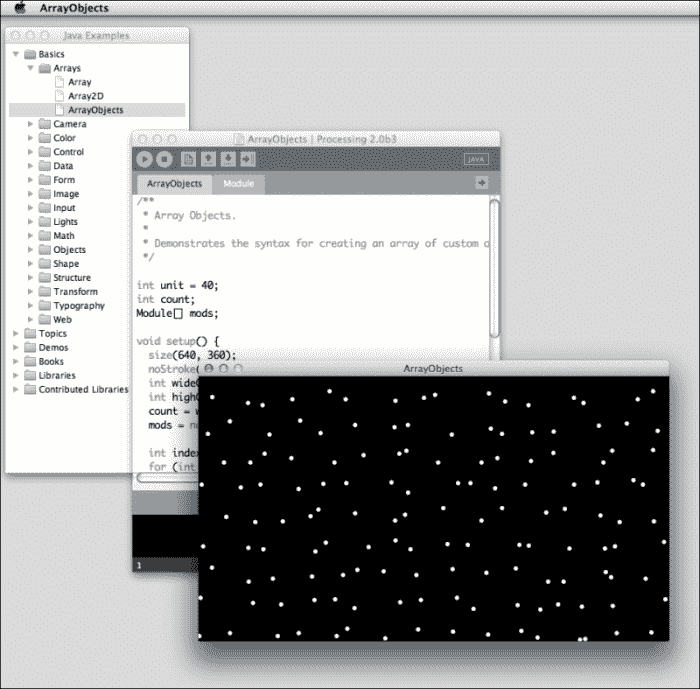 ArrayObjects
Java Examples
Basics
Arrays
Array
Array2D
ArrayObjects
Camera
Color
Control
Data
Form
Image
Input
Lights
Math
Objects
Shape
Structure
Transform
Typography
Web
Topics
Demos
Books
Libraries
Contributed Libraries
ArrayObjects | Processing 2.0b3
JAVA
ArrayObjects Module
/**
* Array Objects.
*
* Demonstrates the syntax for creating an array of custom o
*/
int unit = 40;
int count;
Module[] mods;
void setup() {
size(640, 360);
noStroke(
int wide
int high
count =
mods =
int index
for (int
1
ArrayObjects